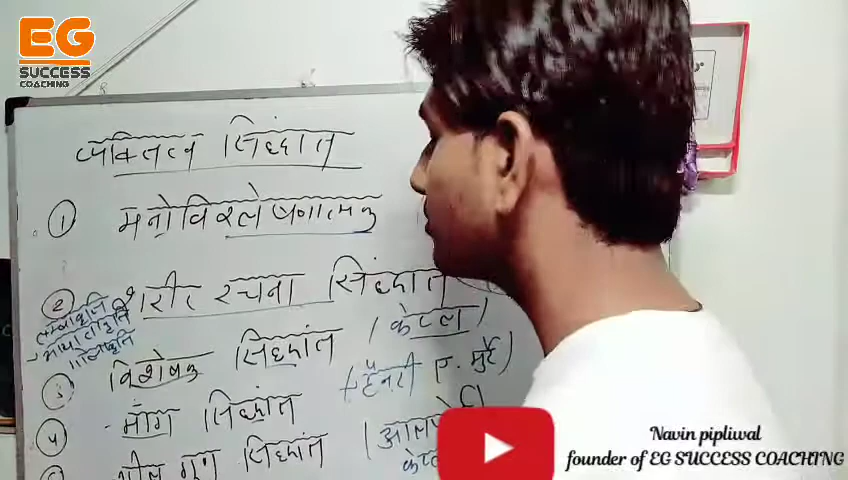 EG
SUCCESS
COACHING
व्यक्तित्व सिद्धांत
1 मनोविश्लेषणात्मक
2 शरीर रचना सिद्धांत
लम्बाकृति
गोलाकृति
3 विशेषक सिद्धांत (केटल)
4 मांग सिद्धांत (हेनरी ए. मुर्रे)
शील गुण सिद्धांत
Navin pipliwal
founder of EG SUCCESS COACHING